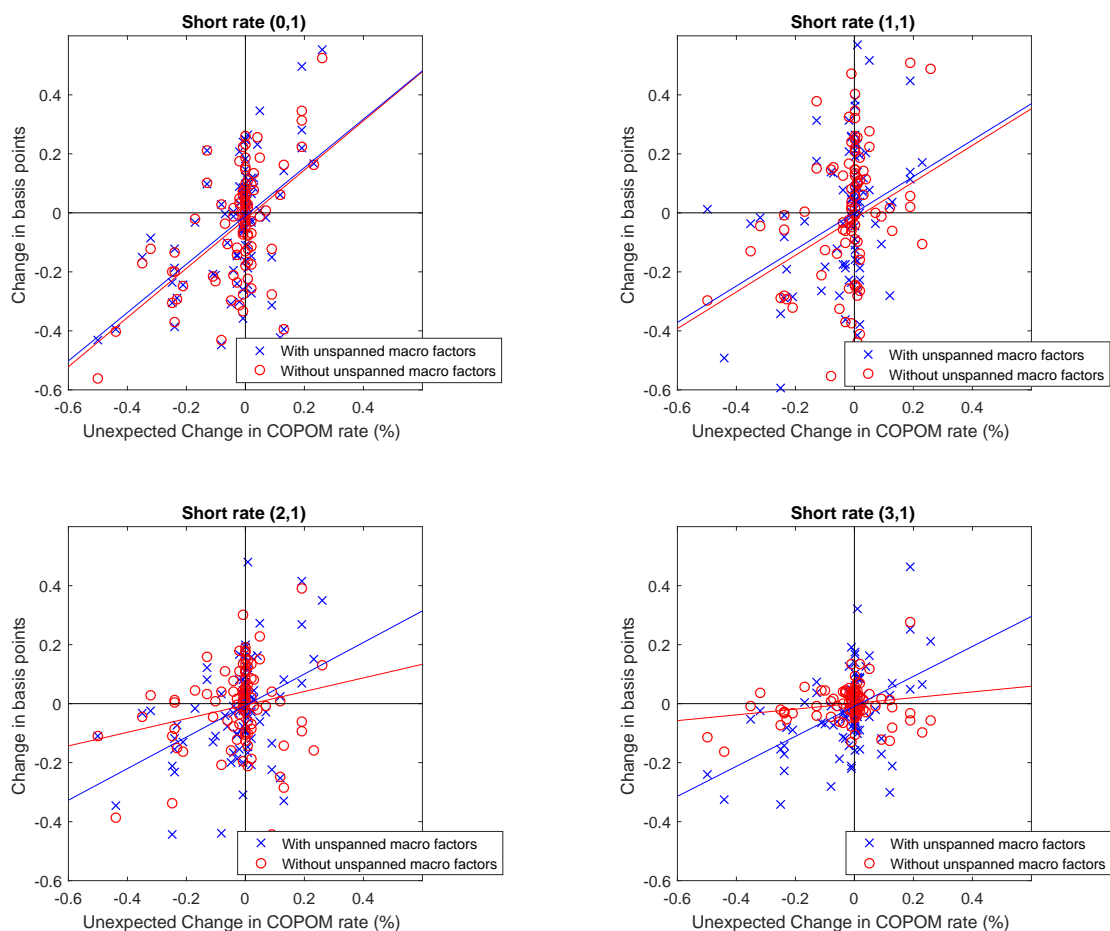 Short rate (0,1)
Change in basis points
0.4
0.2
0
-0.2
-0.4
-0.6
-0.6 -0.4 -0.2 0 0.2 0.4
Unexpected Change in COPOM rate (%)
With unspanned macro factors
Without unspanned macro factors
Short rate (1,1)
Change in basis points
0.4
0.2
0
-0.2
-0.4
-0.6
-0.6 -0.4 -0.2 0 0.2 0.4
Unexpected Change in COPOM rate (%)
With unspanned macro factors
Without unspanned macro factors
Short rate (2,1)
Change in basis points
0.4
0.2
0
-0.2
-0.4
-0.6
-0.6 -0.4 -0.2 0 0.2 0.4
Unexpected Change in COPOM rate (%)
With unspanned macro factors
Without unspanned macro factors
Short rate (3,1)
Change in basis points
0.4
0.2
0
-0.2
-0.4
-0.6
-0.6 -0.4 -0.2 0 0.2 0.4
Unexpected Change in COPOM rate (%)
With unspanned macro factors
Without unspanned macro factors